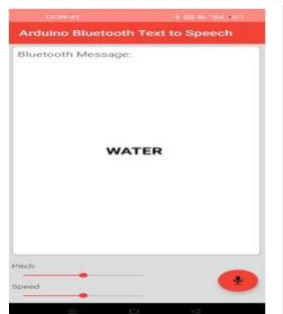 Arduino Bluetooth Text to Speech
Bluetooth Message:
WATER
Pitch
Speed